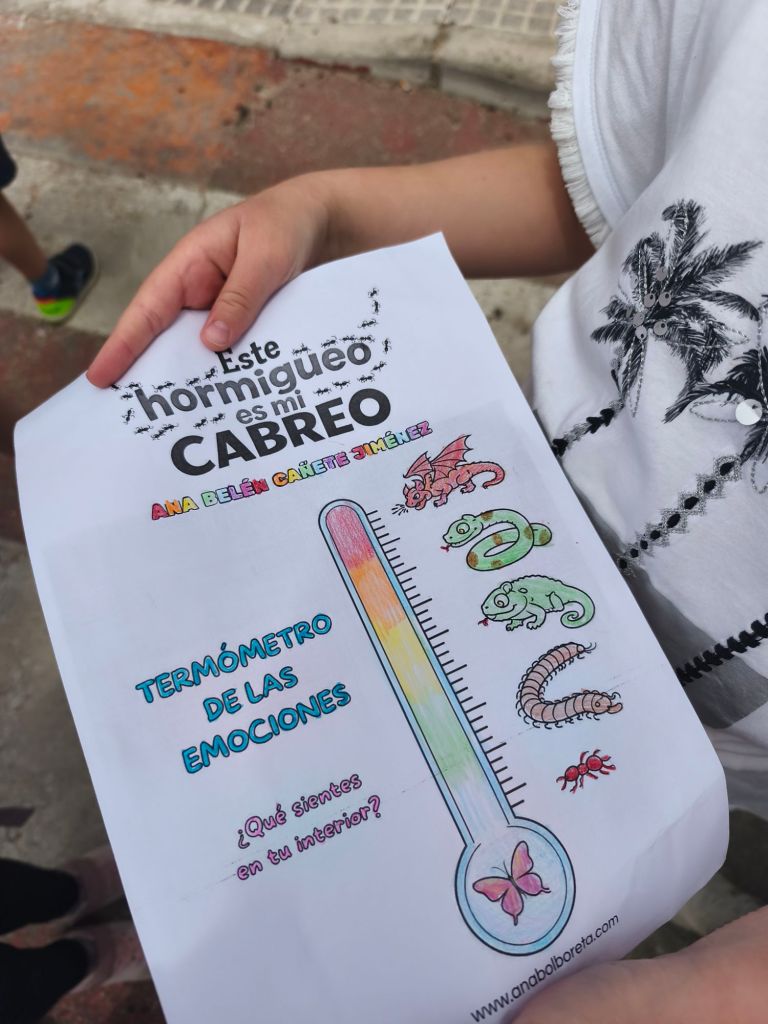 Este
hormigueo
es mi
CABREO
ANA BELÉN CAÑETE JIMÉNEZ
TERMÓMETRO
DE LAS
EMOCIONES
¿Qué sientes
en tu interior?
www.anabolboreta.com